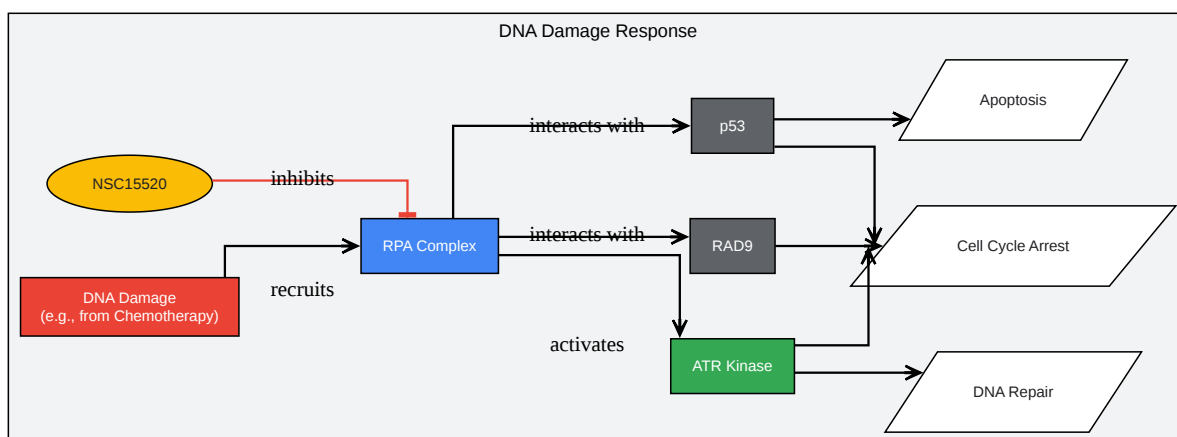 DNA Damage Response
Apoptosis
interacts with
p53
NSC15520
inhibits
RPA Complex
interacts with
RAD9
Cell Cycle Arrest
recruits
DNA Damage
(e.g., from Chemotherapy)
activates
ATR Kinase
DNA Repair